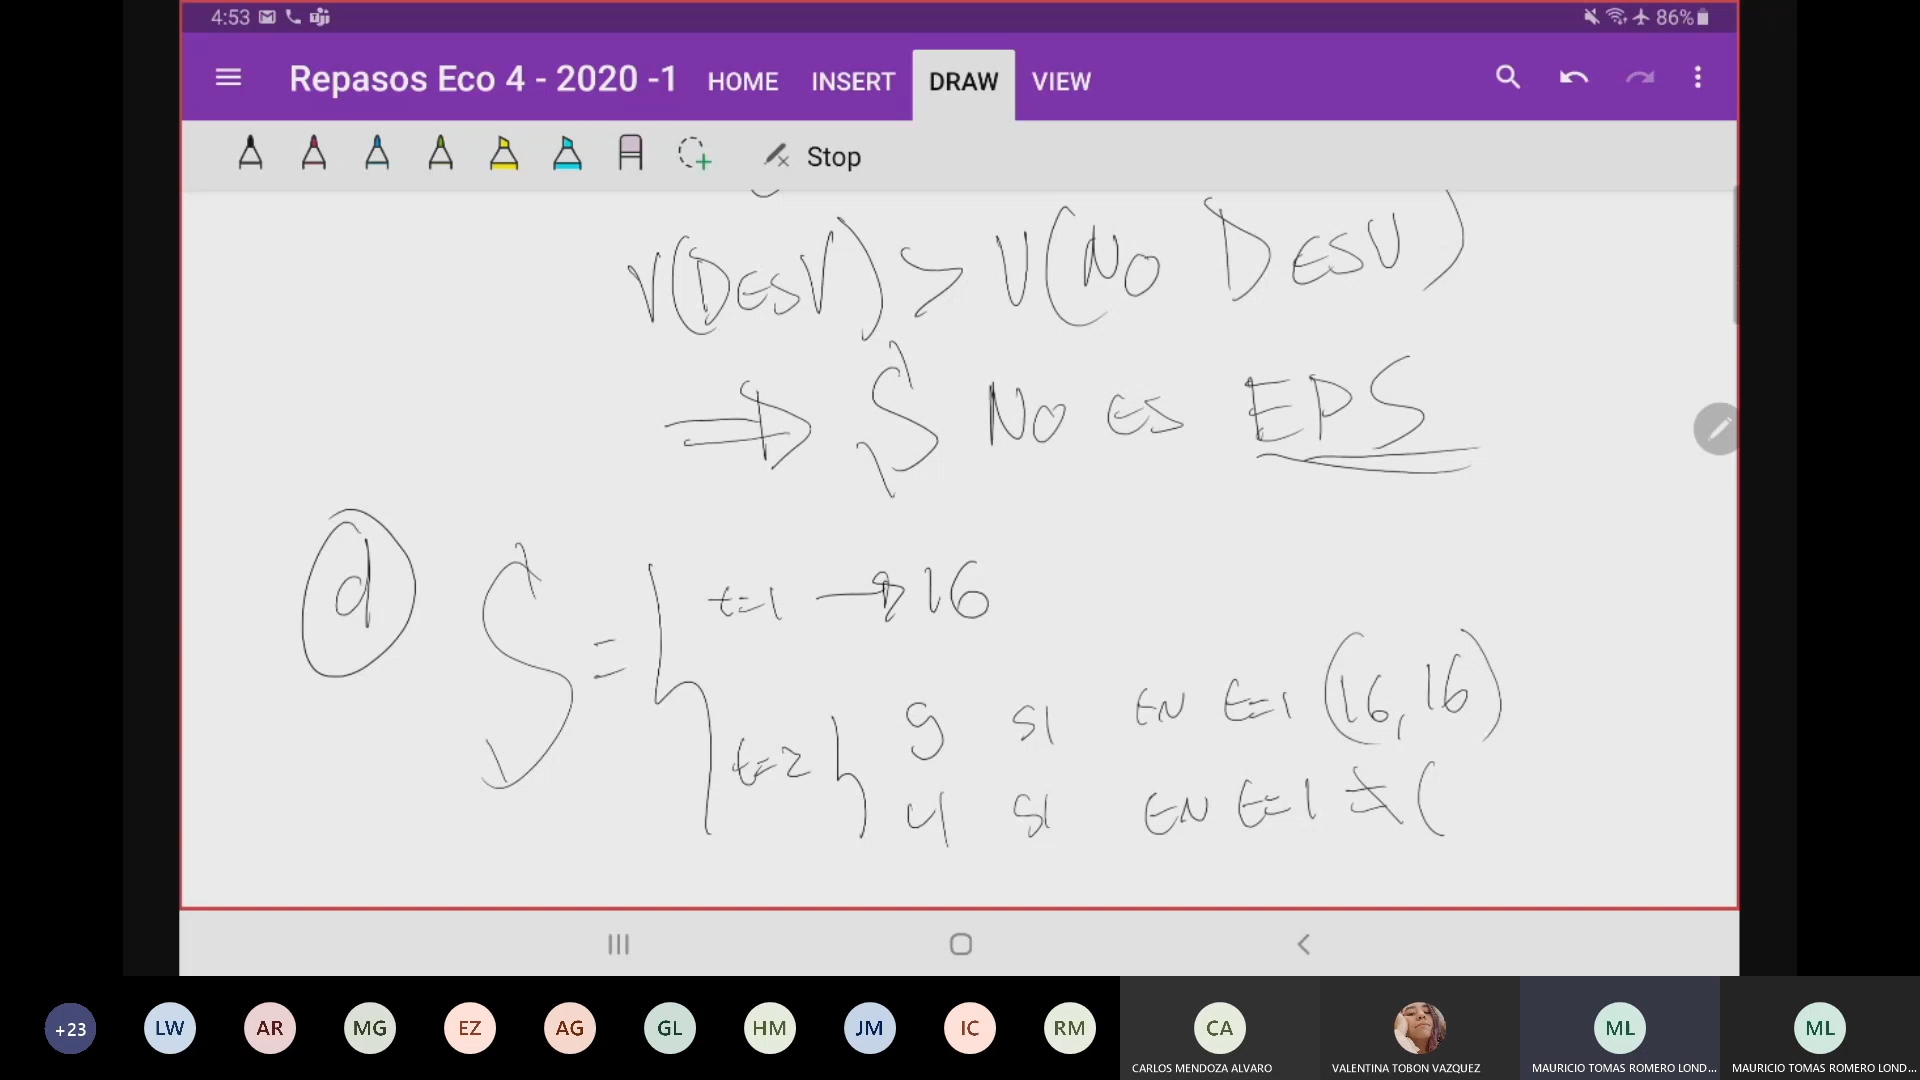 4:53 86%
Repasos Eco 4 - 2020 -1 HOME INSERT DRAW VIEW
Stop
V(DESV) > V(NO DESV)
⇒ S NO ES EPS
d S = { t=1 → 16
t=2 { 9 SI EN t=1 (16, 16)
4 SI EN t=1 ≠ (
+23 LW AR MG EZ AG GL HM JM IC RM CA ML ML
CARLOS MENDOZA ALVARO VALENTINA TOBON VAZQUEZ MAURICIO TOMAS ROMERO LOND... MAURICIO TOMAS ROMERO LOND...